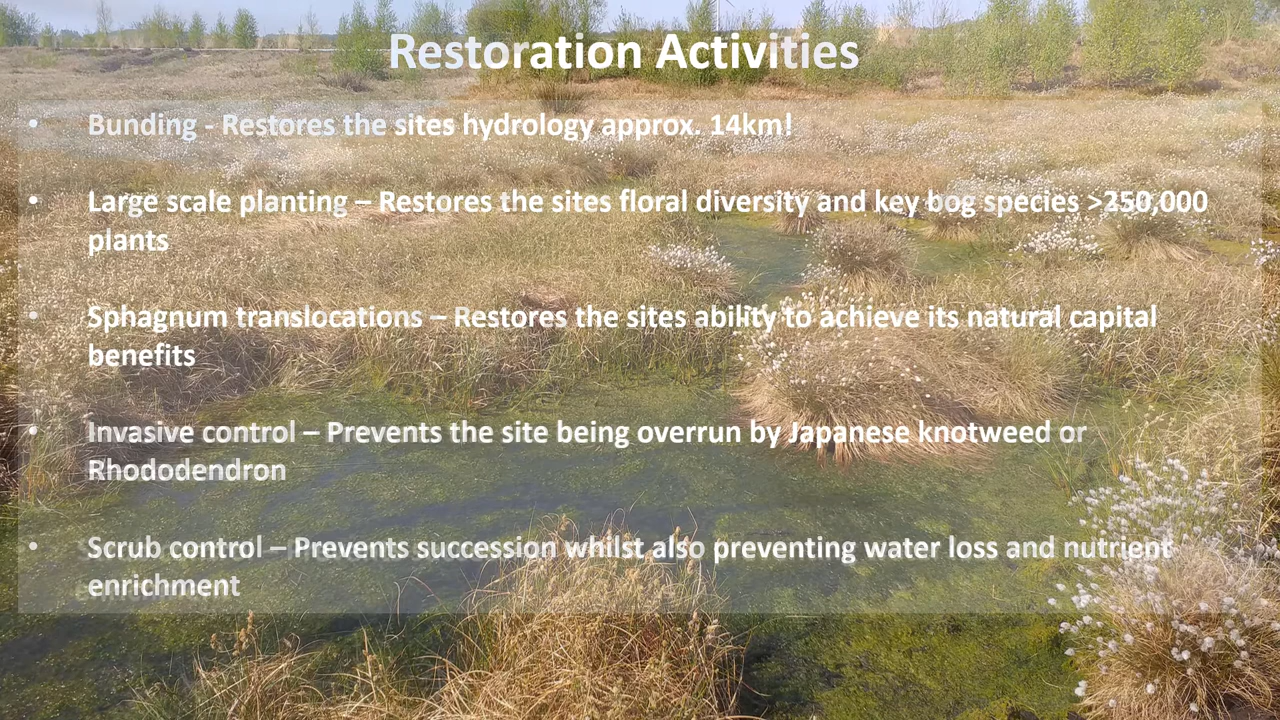 Restoration Activities
• Bunding - Restores the sites hydrology approx. 14km!
• Large scale planting – Restores the sites floral diversity and key bog species >250,000
plants
• Sphagnum translocations – Restores the sites ability to achieve its natural capital
benefits
• Invasive control – Prevents the site being overrun by Japanese knotweed or
Rhododendron
• Scrub control – Prevents succession whilst also preventing water loss and nutrient
enrichment